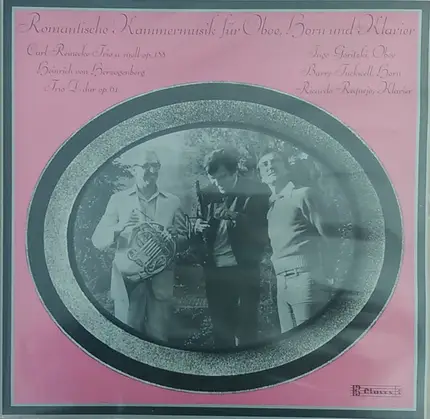 Romantische Kammermusik für Oboe, Horn und Klavier
Carl Reinecke-Trio a-moll op. 188
Heinrich von Herzogenberg
Trio D-dur op. 61
Ingo Goritzki, Oboe
Barry Tuckwell, Horn
Ricardo Requejo, Klavier